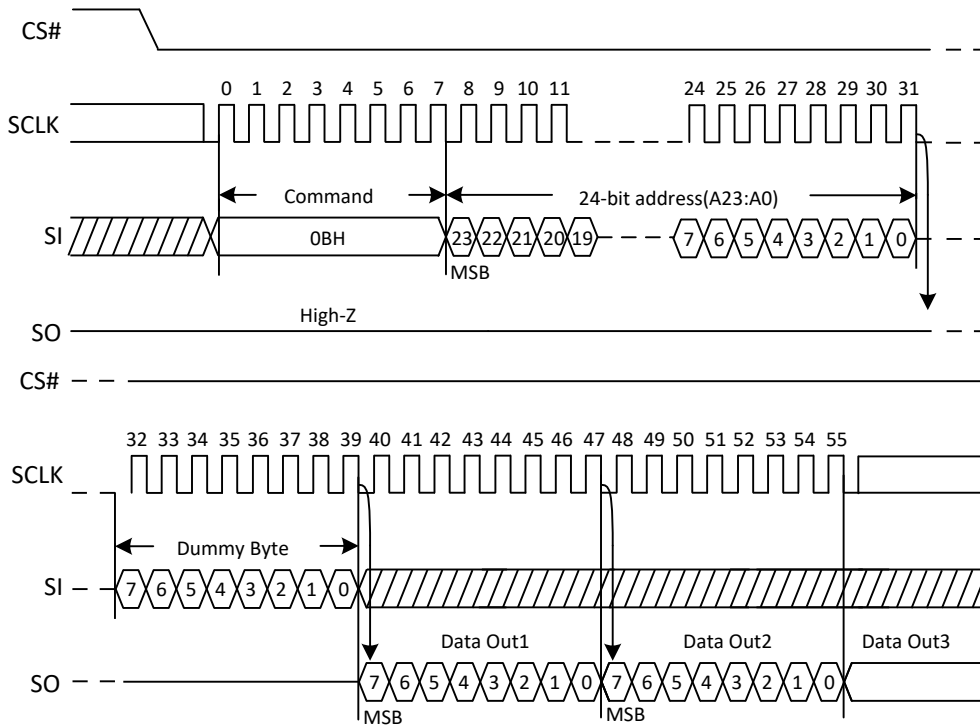 CS#
0 1 2 3 4 5 6 7 8 9 10 11 24 25 26 27 28 29 30 31
SCLK
Command 24-bit address(A23:A0)
SI 0BH 23 22 21 20 19 7 6 5 4 3 2 1 0
MSB
High-Z
SO
CS#
32 33 34 35 36 37 38 39 40 41 42 43 44 45 46 47 48 49 50 51 52 53 54 55
SCLK
Dummy Byte
SI 7 6 5 4 3 2 1 0
Data Out1 Data Out2 Data Out3
SO 7 6 5 4 3 2 1 0 7 6 5 4 3 2 1 0
MSB MSB